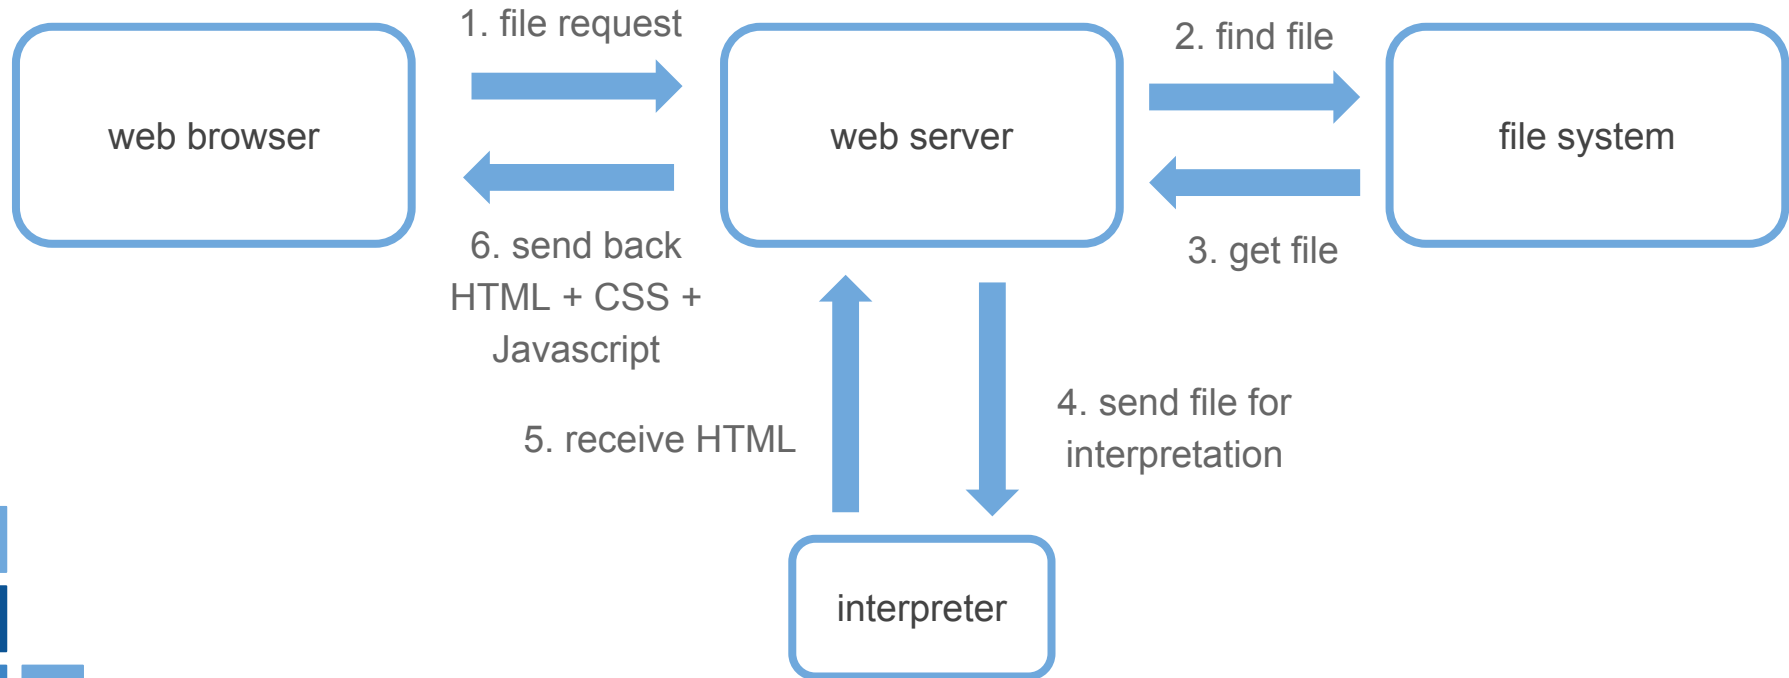 1. file request
2. find file
web browser
web server
file system
6. send back
HTML + CSS +
Javascript
3. get file
5. receive HTML
4. send file for
interpretation
interpreter